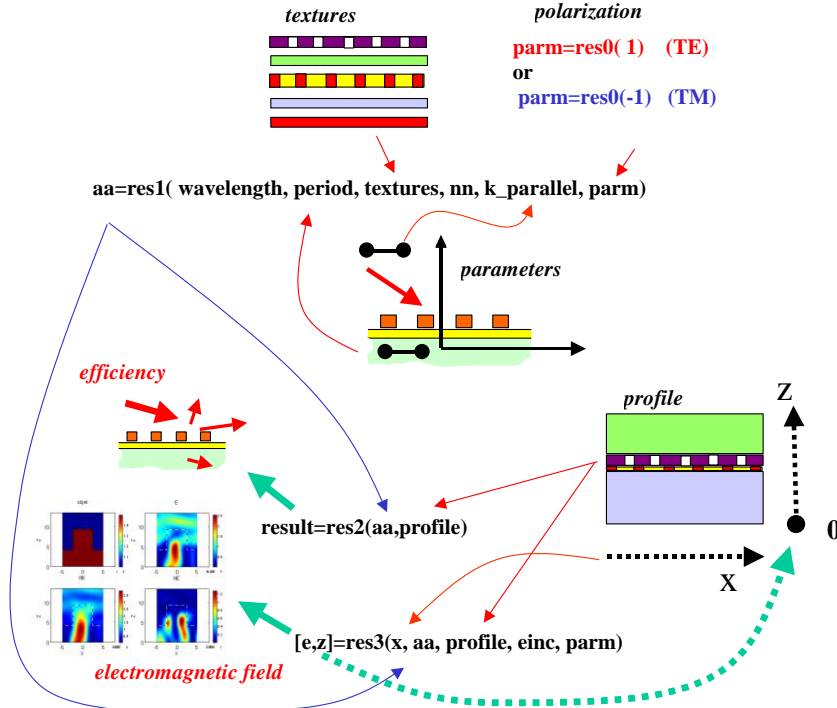 textures
polarization
parm=res0( 1) (TE)
or
parm=res0(-1) (TM)
aa=res1( wavelength, period, textures, nn, k_parallel, parm)
parameters
efficiency
profile
Z
0
X
result=res2(aa,profile)
[e,z]=res3(x, aa, profile, einc, parm)
electromagnetic field